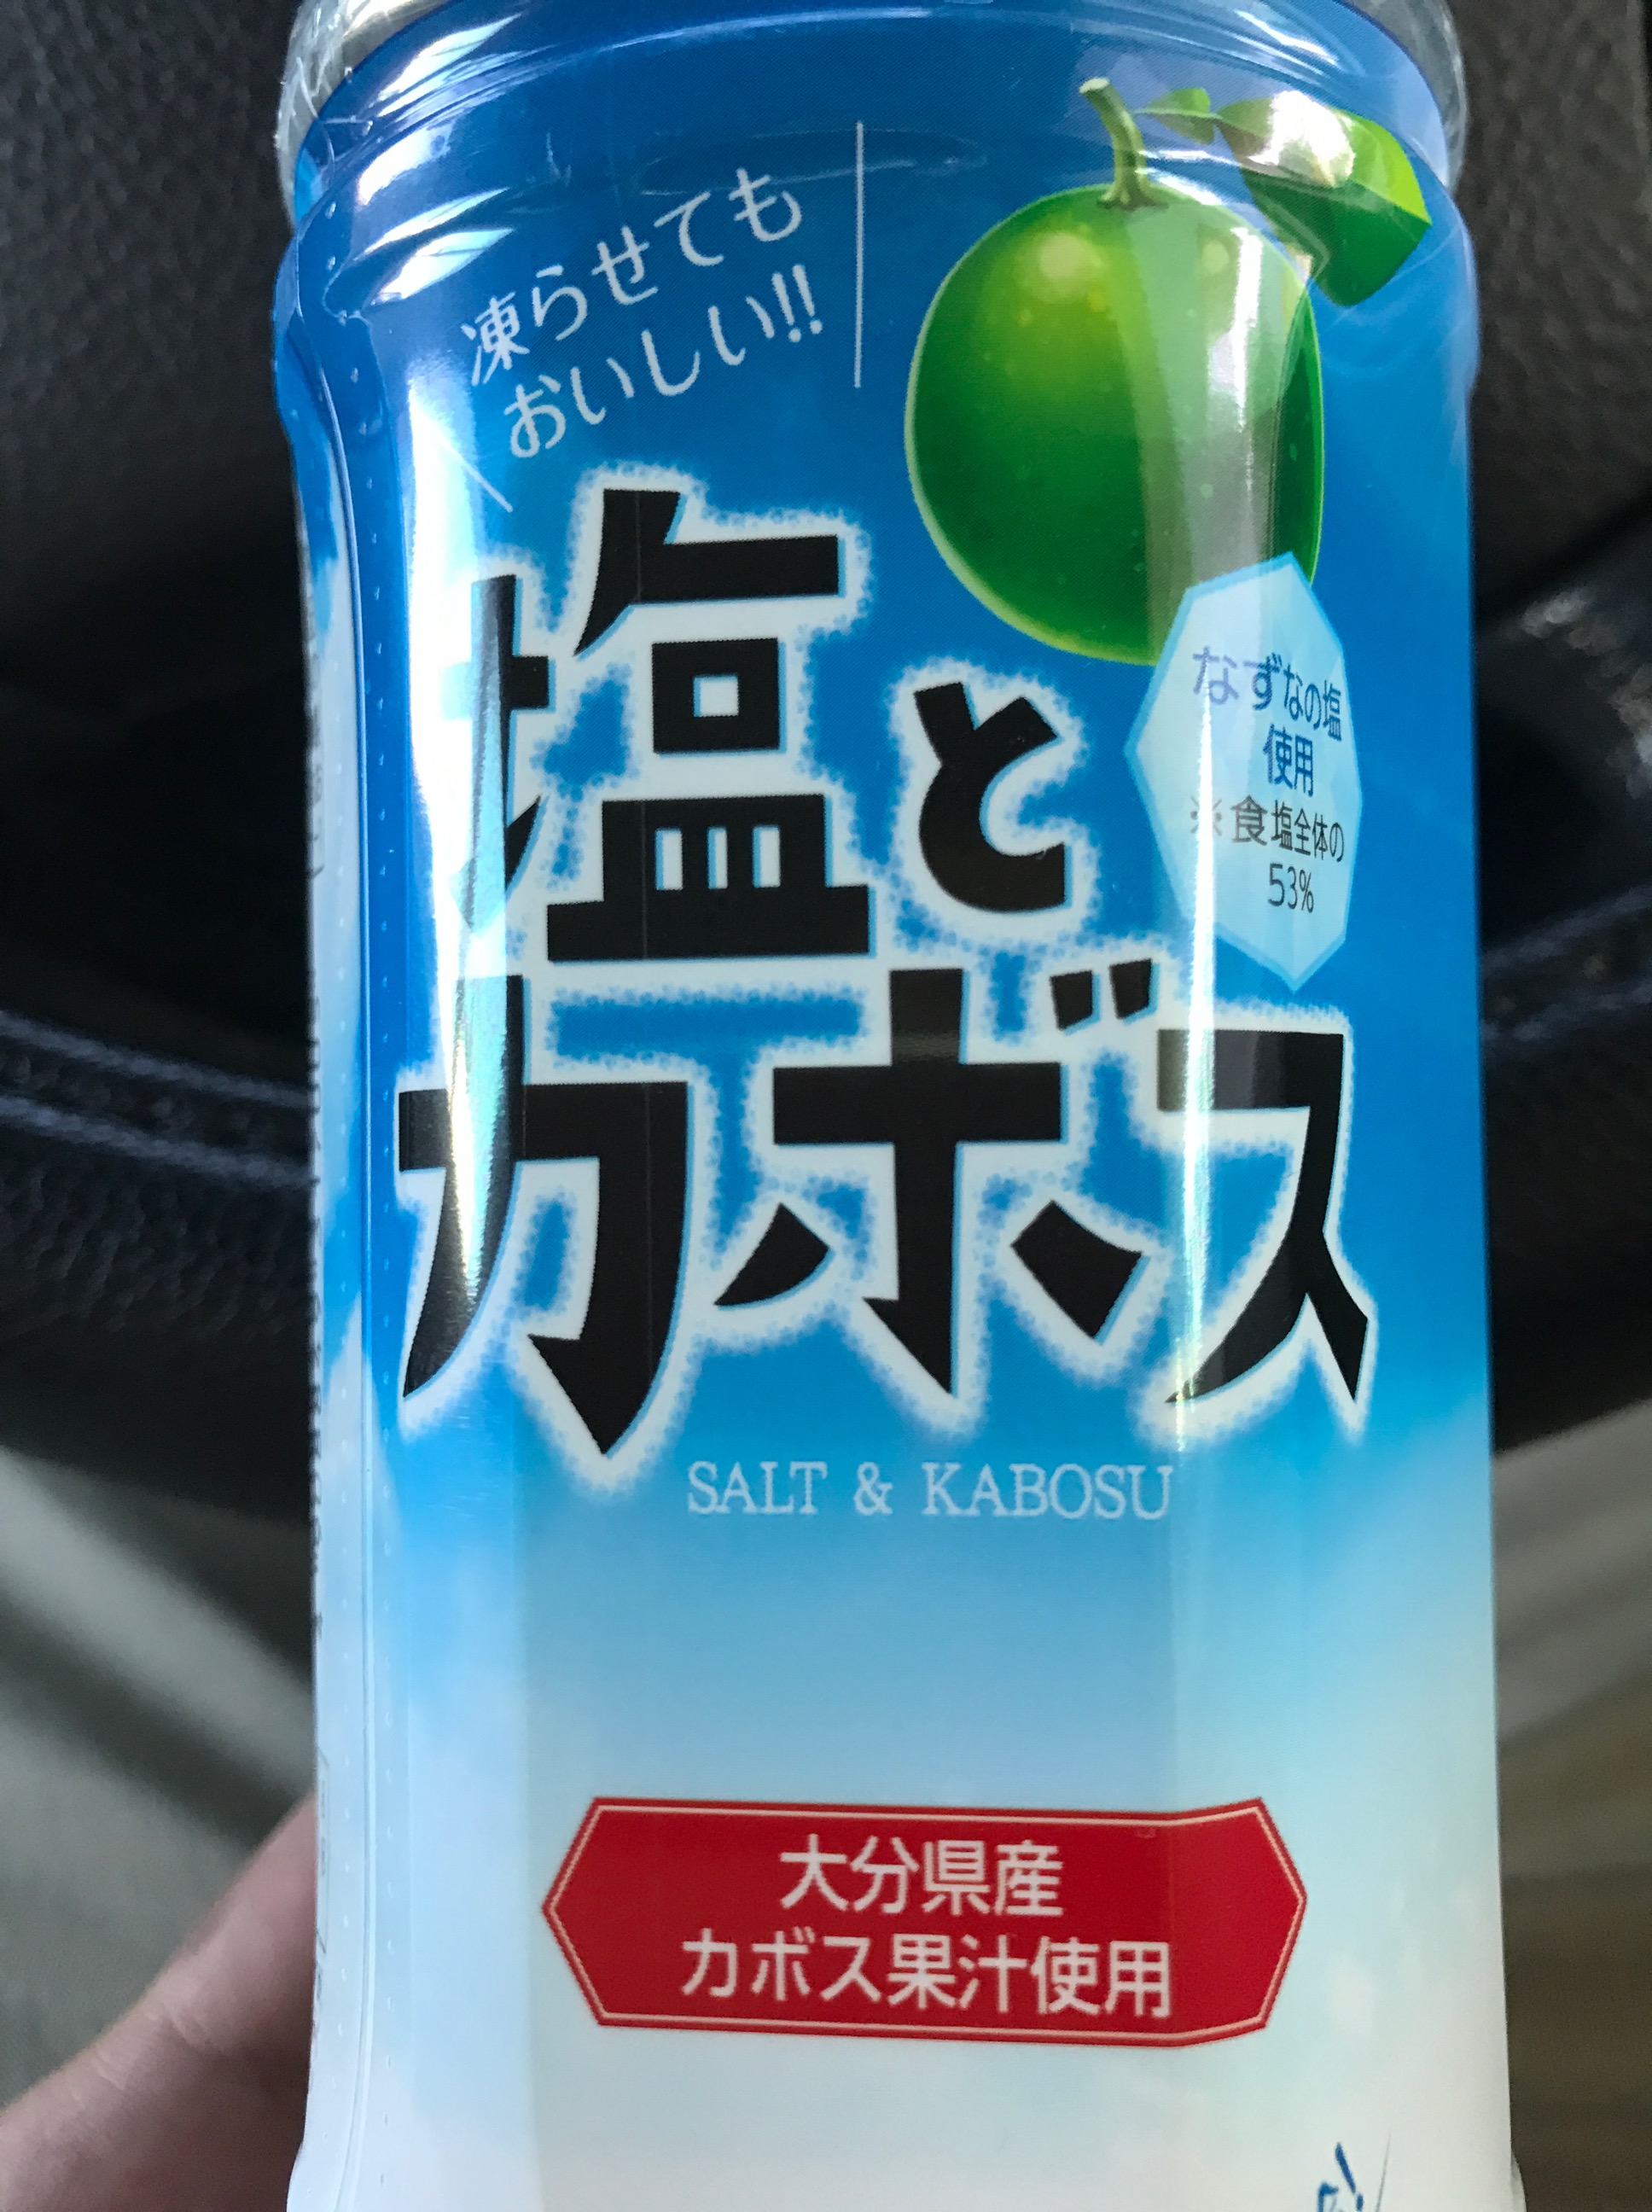 凍らせても
おいしい!!
塩と
カボス
なずなの塩
使用
※食塩全体の
53%
SALT & KABOSU
大分県産
カボス果汁使用